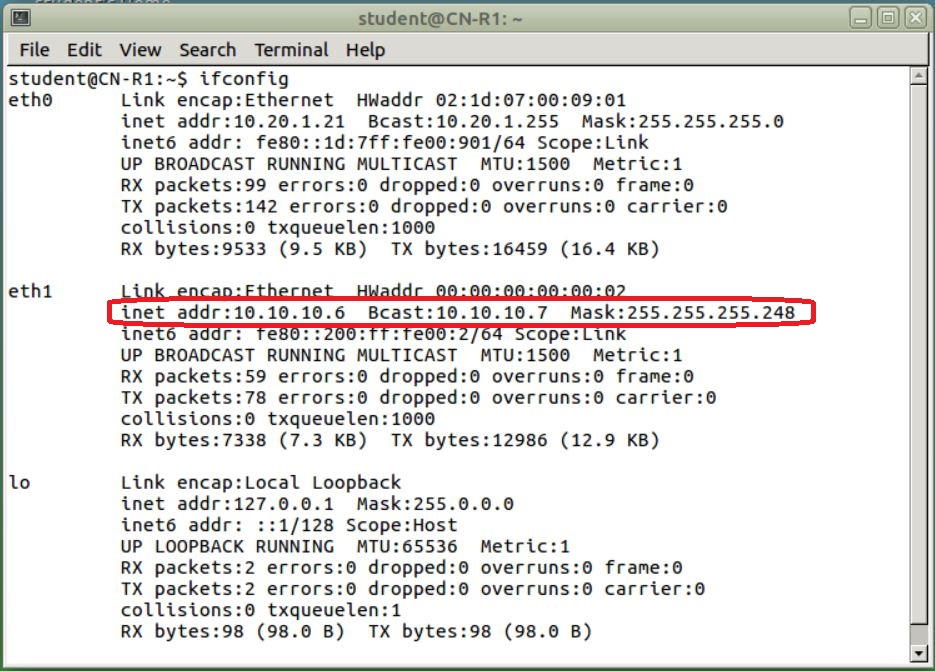 student@CN-R1: ~
File Edit View Search Terminal Help
student@CN-R1:~$ ifconfig
eth0 Link encap:Ethernet HWaddr 02:1d:07:00:09:01
inet addr:10.20.1.21 Bcast:10.20.1.255 Mask:255.255.255.0
inet6 addr: fe80::1d:7ff:fe00:901/64 Scope:Link
UP BROADCAST RUNNING MULTICAST MTU:1500 Metric:1
RX packets:99 errors:0 dropped:0 overruns:0 frame:0
TX packets:142 errors:0 dropped:0 overruns:0 carrier:0
collisions:0 txqueuelen:1000
RX bytes:9533 (9.5 KB) TX bytes:16459 (16.4 KB)
eth1 Link encap:Ethernet HWaddr 00:00:00:00:00:02
inet addr:10.10.10.6 Bcast:10.10.10.7 Mask:255.255.255.248
inet6 addr: fe80::200:ff:fe00:2/64 Scope:Link
UP BROADCAST RUNNING MULTICAST MTU:1500 Metric:1
RX packets:59 errors:0 dropped:0 overruns:0 frame:0
TX packets:78 errors:0 dropped:0 overruns:0 carrier:0
collisions:0 txqueuelen:1000
RX bytes:7338 (7.3 KB) TX bytes:12986 (12.9 KB)
lo Link encap:Local Loopback
inet addr:127.0.0.1 Mask:255.0.0.0
inet6 addr: ::1/128 Scope:Host
UP LOOPBACK RUNNING MTU:65536 Metric:1
RX packets:2 errors:0 dropped:0 overruns:0 frame:0
TX packets:2 errors:0 dropped:0 overruns:0 carrier:0
collisions:0 txqueuelen:1
RX bytes:98 (98.0 B) TX bytes:98 (98.0 B)